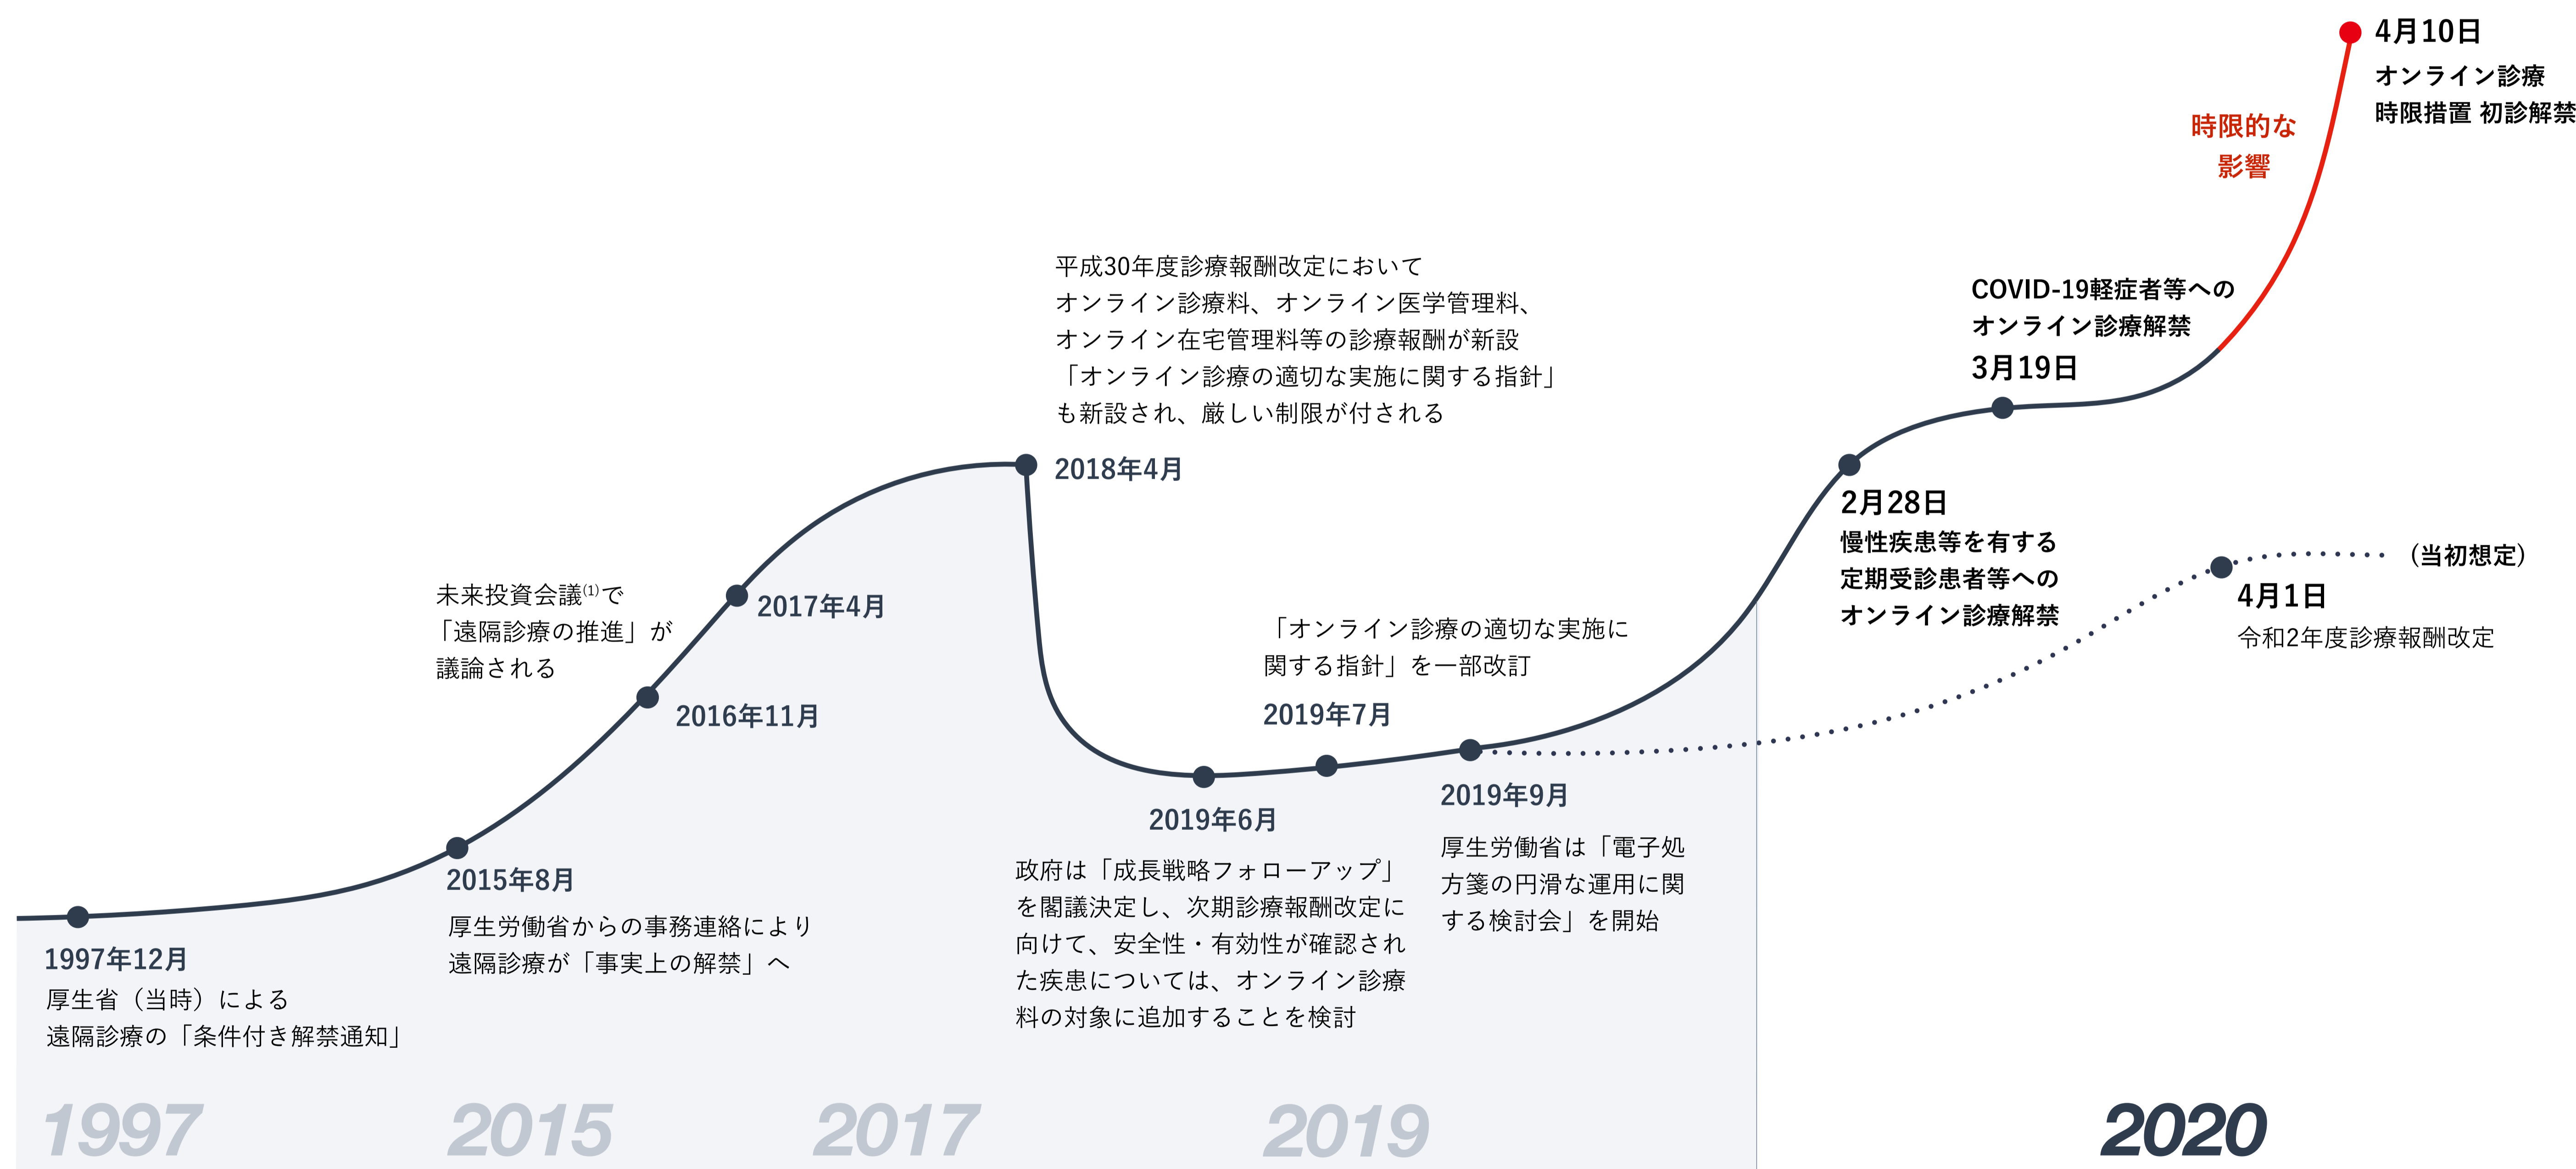 1997年12月
厚生省（当時）による
遠隔診療の「条件付き解禁通知」
2015年8月
厚生労働省からの事務連絡により
遠隔診療が「事実上の解禁」へ
未来投資会議(1)で
「遠隔診療の推進」が
議論される
2016年11月
2017年4月
平成30年度診療報酬改定において
オンライン診療料、オンライン医学管理料、
オンライン在宅管理料等の診療報酬が新設
「オンライン診療の適切な実施に関する指針」
も新設され、厳しい制限が付される
2018年4月
2019年6月
政府は「成長戦略フォローアップ」
を閣議決定し、次期診療報酬改定に
向けて、安全性・有効性が確認され
た疾患については、オンライン診療
料の対象に追加することを検討
「オンライン診療の適切な実施に
関する指針」を一部改訂
2019年7月
2019年9月
厚生労働省は「電子処
方箋の円滑な運用に関
する検討会」を開始
2月28日
慢性疾患等を有する
定期受診患者等への
オンライン診療解禁
COVID-19軽症者等への
オンライン診療解禁
3月19日
時限的な
影響
4月10日
オンライン診療
時限措置 初診解禁
（当初想定）
4月1日
令和2年度診療報酬改定
1997
2015
2017
2019
2020